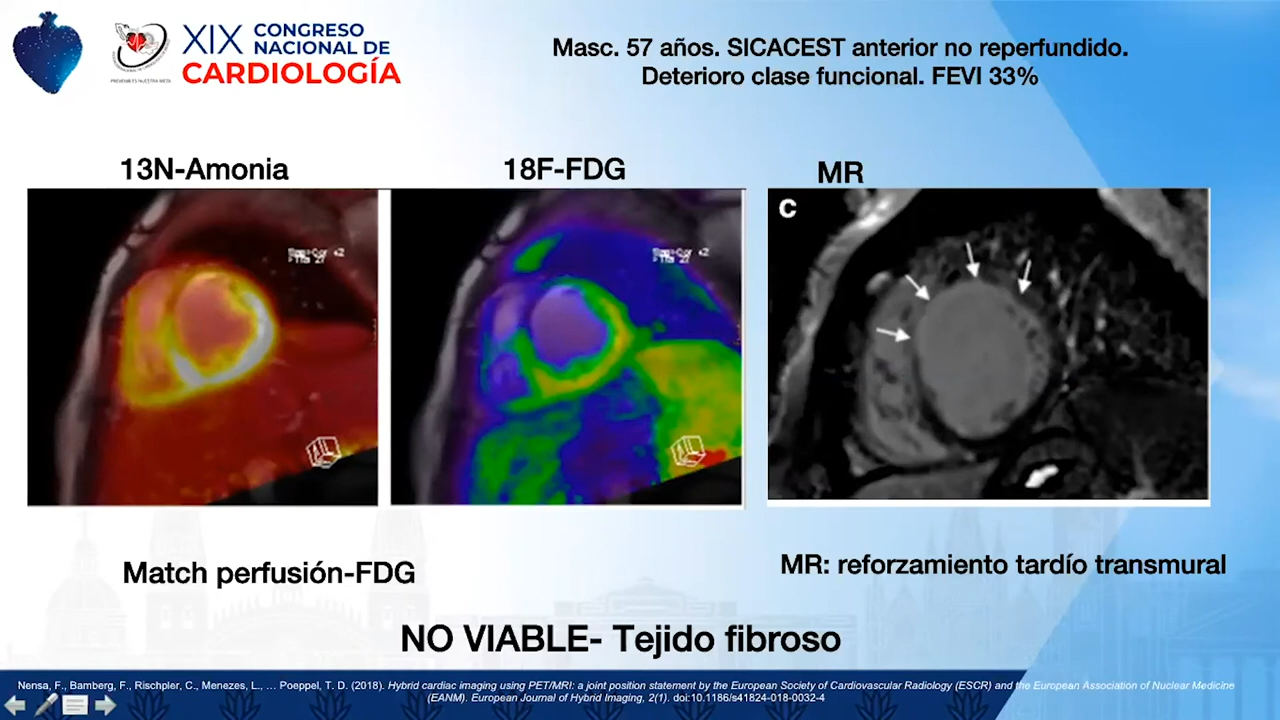 XIX CONGRESO
NACIONAL DE
CARDIOLOGÍA
Masc. 57 años. SICACEST anterior no reperfundido.
Deterioro clase funcional. FEVI 33%
13N-Amonia
18F-FDG
MR
C
Match perfusión-FDG
MR: reforzamiento tardío transmural
NO VIABLE- Tejido fibroso
Nensa, F., Bamberg, F., Rischpler, C., Menezes, L., … Poeppel, T. D. (2018). Hybrid cardiac imaging using PET/MRI: a joint position statement by the European Society of Cardiovascular Radiology (ESCR) and the European Association of Nuclear Medicine
(EANM). European Journal of Hybrid Imaging, 2(1). doi:10.1186/s41824-018-0032-4